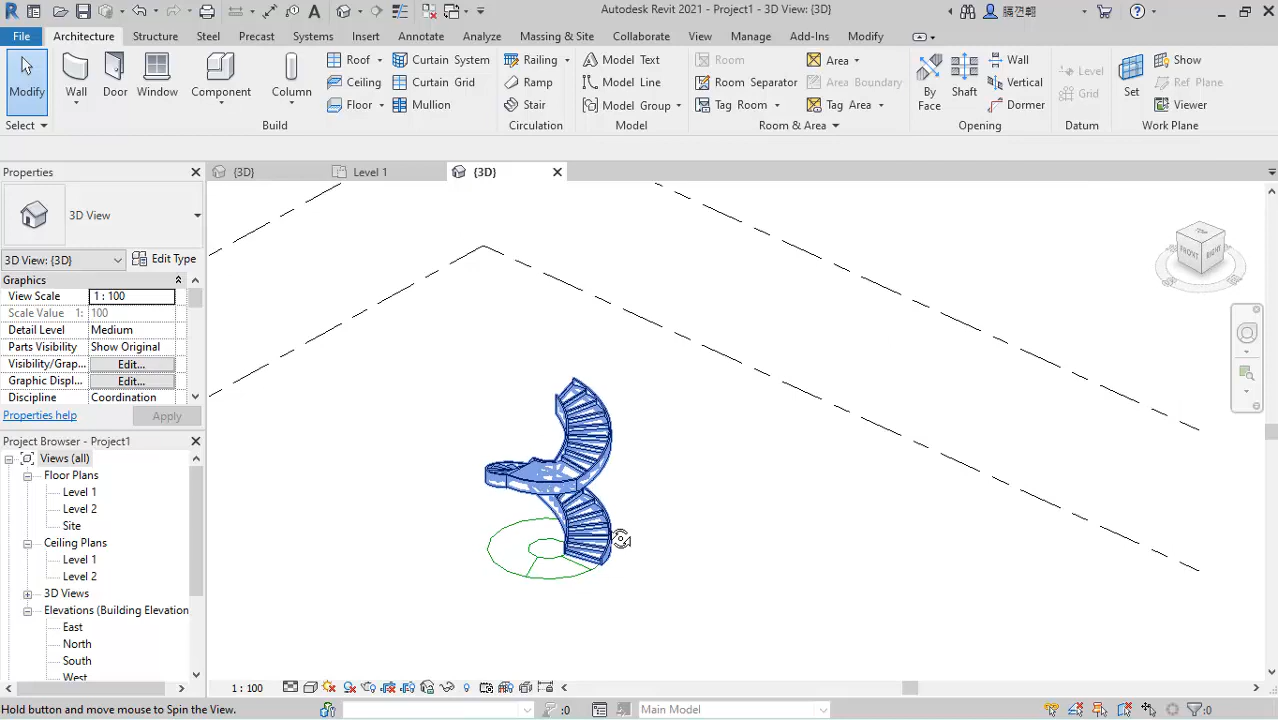 Autodesk Revit 2021 - Project1 - 3D View: {3D}
File Architecture Structure Steel Precast Systems Insert Annotate Analyze Massing & Site Collaborate View Manage Add-Ins Modify
Modify
Select
Wall Door Window Component Column
Roof Curtain System
Ceiling Curtain Grid
Floor Mullion
Build
Railing
Ramp
Stair
Circulation
Model Text
Model Line
Model Group
Model
Room Area
Room Separator Area Boundary
Tag Room Tag Area
Room & Area
By Face
Shaft
Wall
Vertical
Dormer
Opening
Level
Grid
Datum
Set
Show
Ref Plane
Viewer
Work Plane
Properties
{3D} Level 1 {3D}
3D View
3D View: {3D} Edit Type
Graphics
View Scale 1 : 100
Scale Value 1: 100
Detail Level Medium
Parts Visibility Show Original
Visibility/Grap... Edit...
Graphic Displ... Edit...
Discipline Coordination
Properties help Apply
Project Browser - Project1
Views (all)
Floor Plans
Level 1
Level 2
Site
Ceiling Plans
Level 1
Level 2
3D Views
Elevations (Building Elevation
East
North
South
West
FRONT RIGHT
1 : 100
Hold button and move mouse to Spin the View.
:0 Main Model :0